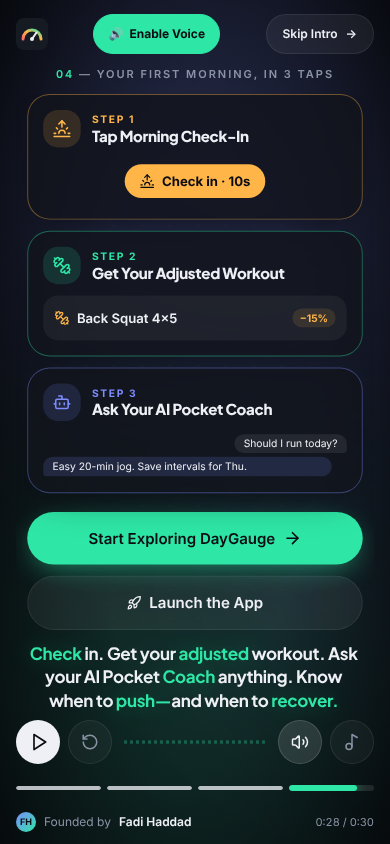 Enable Voice
Skip Intro →
04 — YOUR FIRST MORNING, IN 3 TAPS
STEP 1
Tap Morning Check-In
Check in · 10s
STEP 2
Get Your Adjusted Workout
Back Squat 4×5
−15%
STEP 3
Ask Your AI Pocket Coach
Should I run today?
Easy 20-min jog. Save intervals for Thu.
Start Exploring DayGauge →
Launch the App
Check in. Get your adjusted workout. Ask
your AI Pocket Coach anything. Know
when to push—and when to recover.
FH Founded by Fadi Haddad
0:28 / 0:30